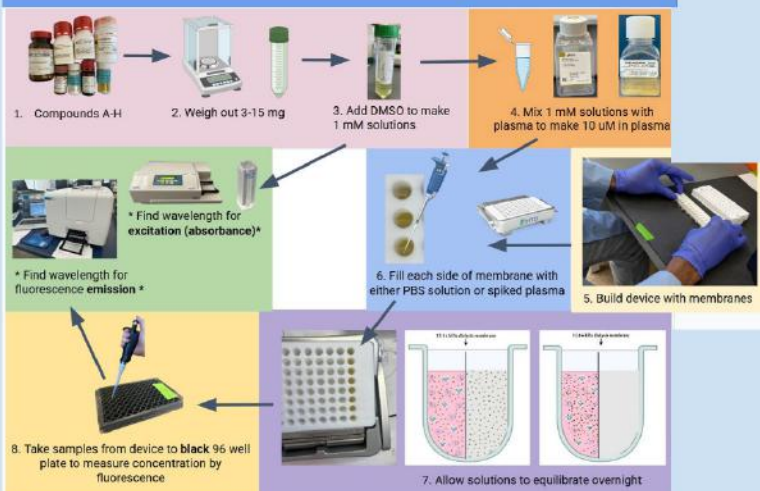 1. Compounds A-H
2. Weigh out 3-15 mg
3. Add DMSO to make
1 mM solutions
4. Mix 1 mM solutions with
plasma to make 10 uM in plasma
* Find wavelength for
excitation (absorbance)*
* Find wavelength for
fluorescence emission *
6. Fill each side of membrane with
either PBS solution or spiked plasma
5. Build device with membranes
8. Take samples from device to black 96 well
plate to measure concentration by
fluorescence
7. Allow solutions to equilibrate overnight